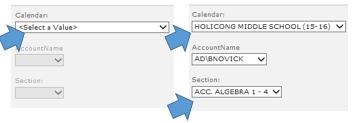 Calendar:
<Select a Value>
AccountName
Section:
Calendar:
HOLICONG MIDDLE SCHOOL (15-16)
AccountName
AD\BNOVICK
Section:
ACC. ALGEBRA 1 - 4